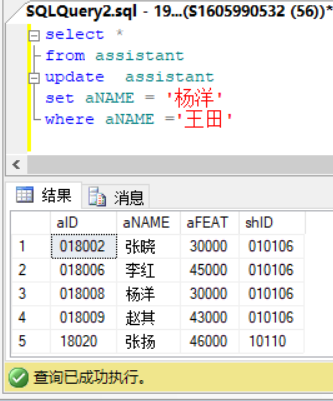 SQLQuery2.sql - 19...(S1605990532 (56))*
select *
from assistant
update assistant
set aNAME = '杨洋'
where aNAME ='王田'
结果 消息
aID aNAME aFEAT shID
1 018002 张晓 30000 010106
2 018006 李红 45000 010106
3 018008 杨洋 30000 010106
4 018009 赵其 43000 010106
5 18020 张扬 46000 10110
查询已成功执行。